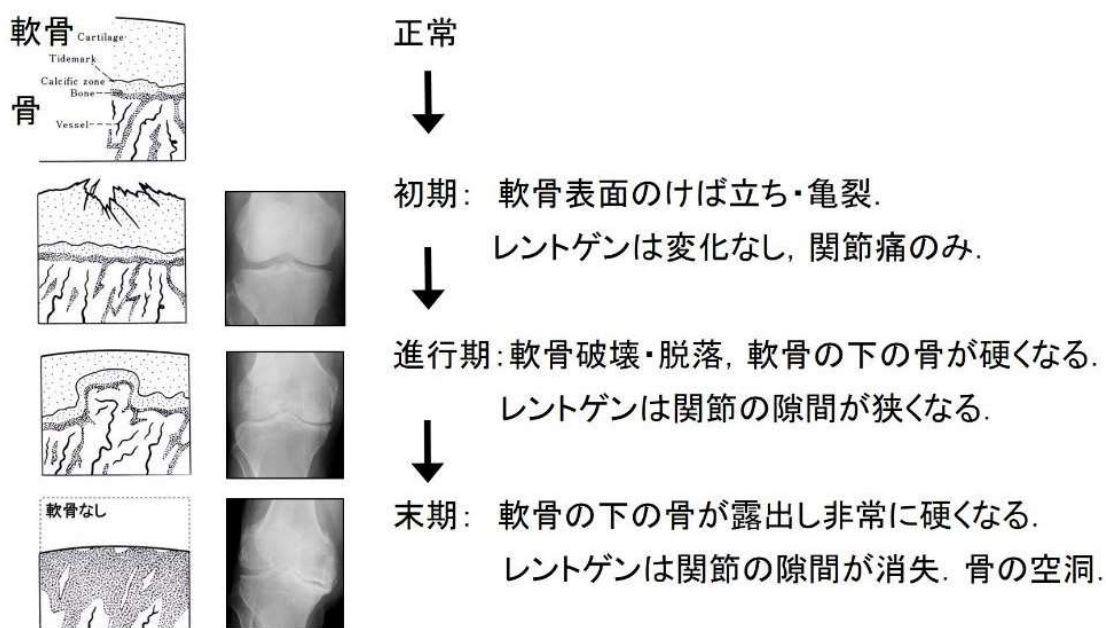 軟骨
Cartilage
Tidemark
Calcific zone
Bone
骨
Vessel
正常
初期: 軟骨表面のけば立ち・亀裂.
レントゲンは変化なし, 関節痛のみ.
進行期:軟骨破壊・脱落, 軟骨の下の骨が硬くなる.
レントゲンは関節の隙間が狭くなる.
軟骨なし
末期: 軟骨の下の骨が露出し非常に硬くなる.
レントゲンは関節の隙間が消失. 骨の空洞.